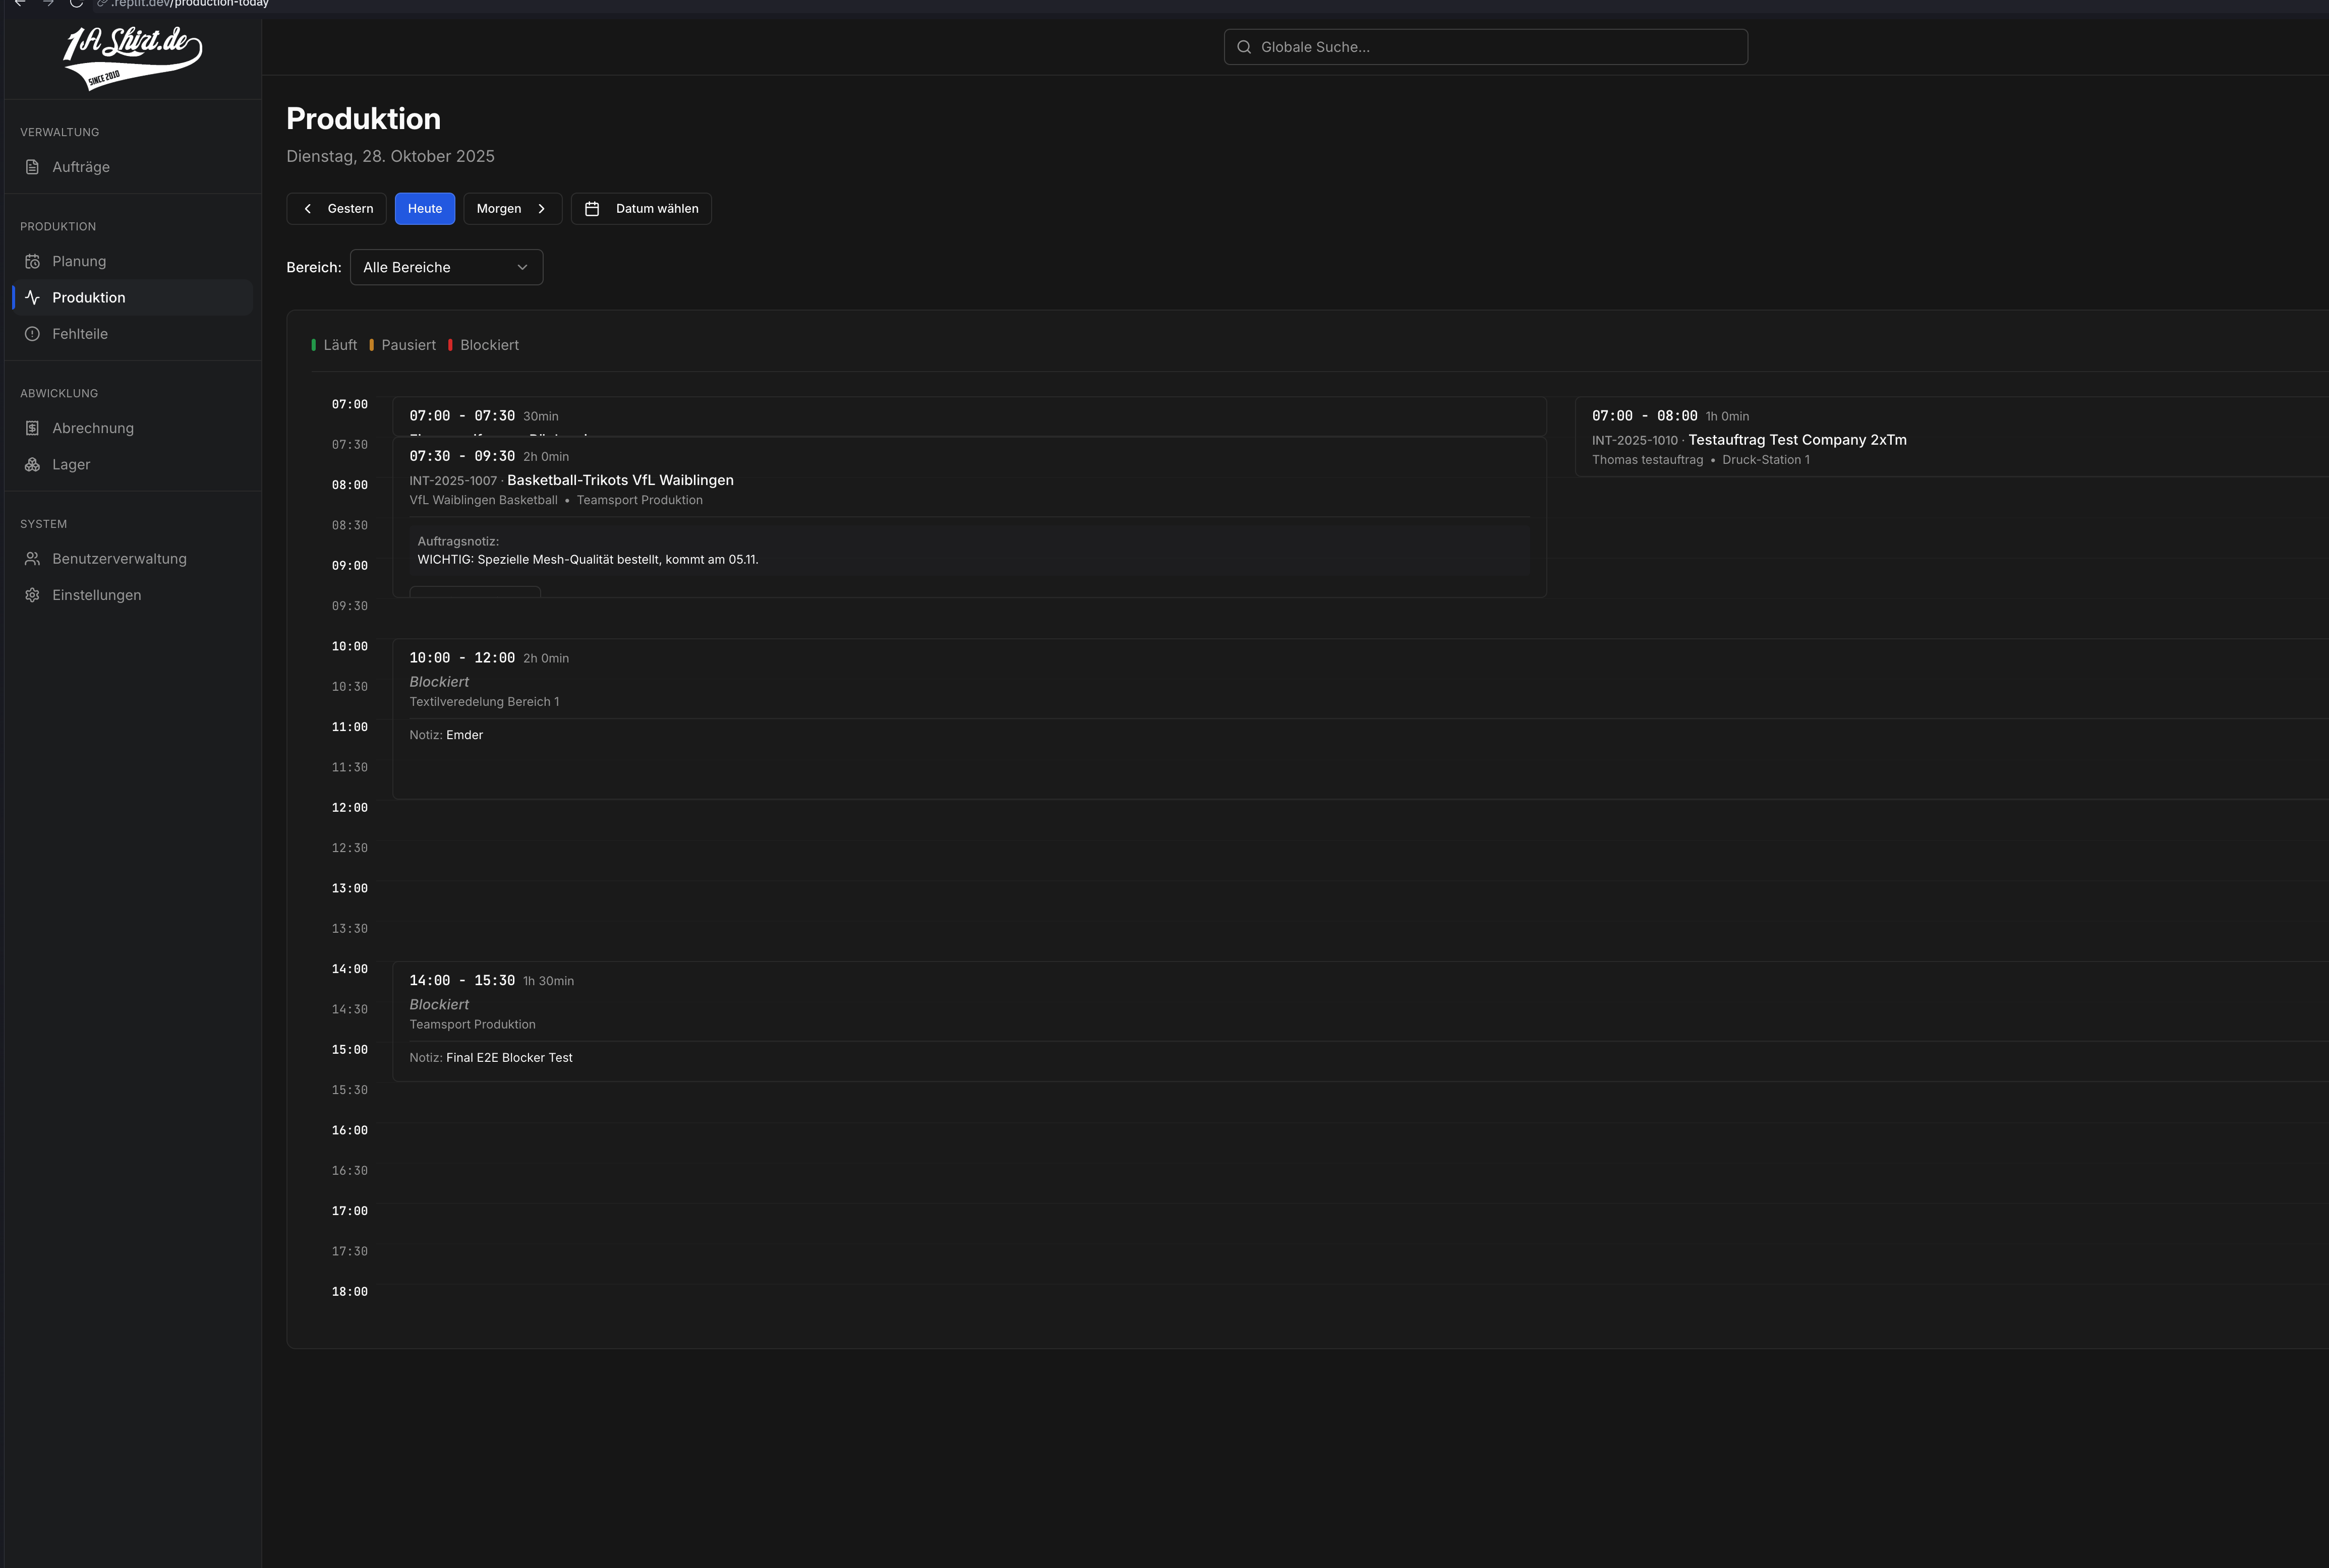 .replit.dev/production-today
1A Shirt.de
SINCE 2010
Globale Suche...
VERWALTUNG
Aufträge
PRODUKTION
Planung
Produktion
Fehlteile
ABWICKLUNG
Abrechnung
Lager
SYSTEM
Benutzerverwaltung
Einstellungen
Produktion
Dienstag, 28. Oktober 2025
Gestern Heute Morgen Datum wählen
Bereich: Alle Bereiche
Läuft Pausiert Blockiert
07:00
07:30
08:00
08:30
09:00
09:30
10:00
10:30
11:00
11:30
12:00
12:30
13:00
13:30
14:00
14:30
15:00
15:30
16:00
16:30
17:00
17:30
18:00
07:00 - 07:30 30min
07:30 - 09:30 2h 0min
INT-2025-1007 · Basketball-Trikots VfL Waiblingen
VfL Waiblingen Basketball • Teamsport Produktion
Auftragsnotiz:
WICHTIG: Spezielle Mesh-Qualität bestellt, kommt am 05.11.
07:00 - 08:00 1h 0min
INT-2025-1010 · Testauftrag Test Company 2xTm
Thomas testauftrag • Druck-Station 1
10:00 - 12:00 2h 0min
Blockiert
Textilveredelung Bereich 1
Notiz: Emder
14:00 - 15:30 1h 30min
Blockiert
Teamsport Produktion
Notiz: Final E2E Blocker Test